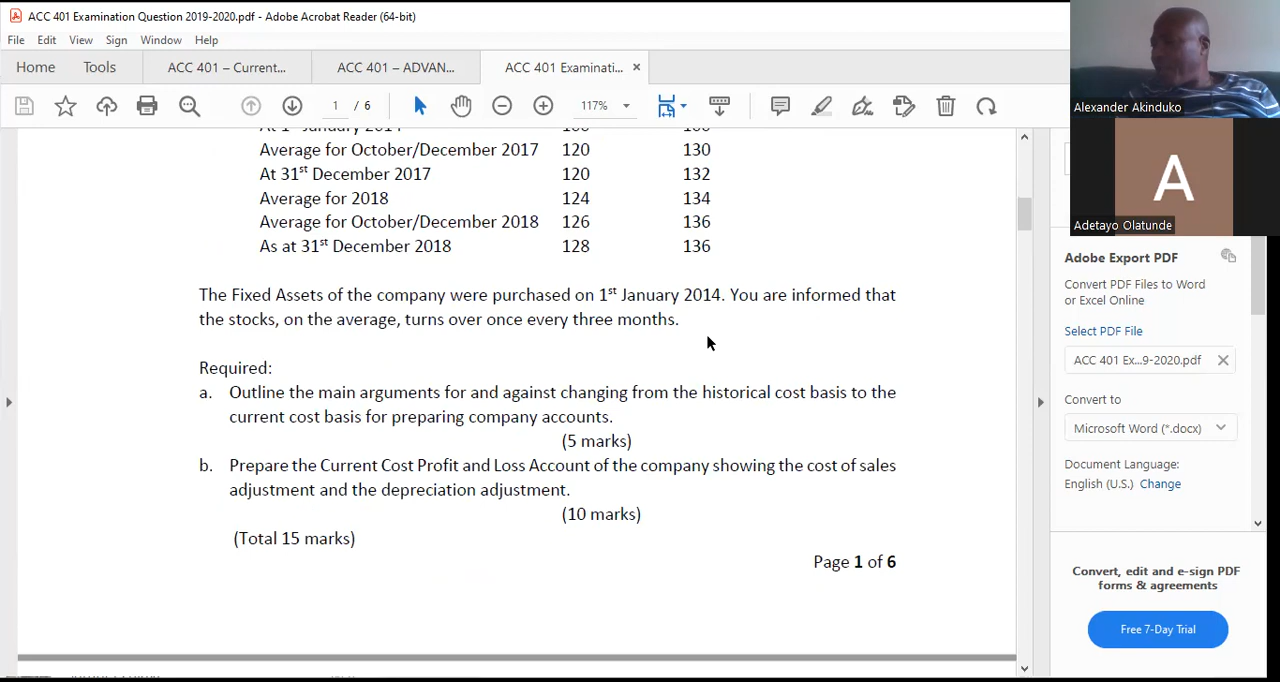 ACC 401 Examination Question 2019-2020.pdf - Adobe Acrobat Reader (64-bit)
File Edit View Sign Window Help
Home Tools ACC 401 – Current... ACC 401 – ADVAN... ACC 401 Examinati... ×
1 / 6 117%
At 1st January 2014 100 100
Average for October/December 2017 120 130
At 31st December 2017 120 132
Average for 2018 124 134
Average for October/December 2018 126 136
As at 31st December 2018 128 136
The Fixed Assets of the company were purchased on 1st January 2014. You are informed that
the stocks, on the average, turns over once every three months.
Required:
a. Outline the main arguments for and against changing from the historical cost basis to the
current cost basis for preparing company accounts.
(5 marks)
b. Prepare the Current Cost Profit and Loss Account of the company showing the cost of sales
adjustment and the depreciation adjustment.
(10 marks)
(Total 15 marks)
Page 1 of 6
Alexander Akinduko
A
Adetayo Olatunde
Adobe Export PDF
Convert PDF Files to Word
or Excel Online
Select PDF File
ACC 401 Ex...9-2020.pdf ×
Convert to
Microsoft Word (*.docx)
Document Language:
English (U.S.) Change
Convert, edit and e-sign PDF
forms & agreements
Free 7-Day Trial